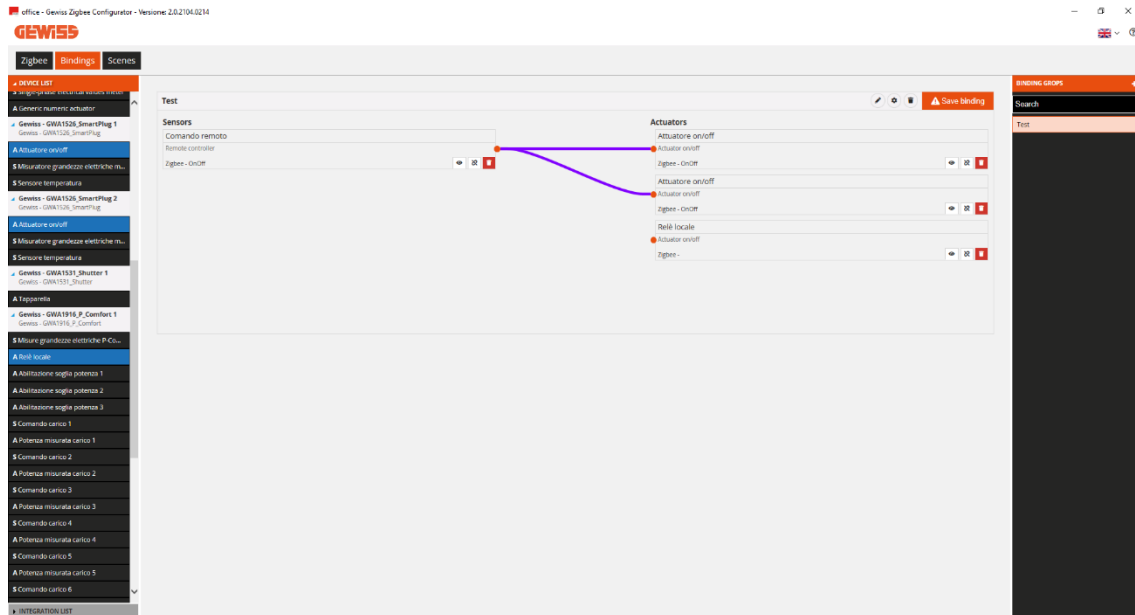 office - Gewiss Zigbee Configurator - Versione: 2.0.2104.0214
GEWISS
Zigbee Bindings Scenes
DEVICE LIST
A Generic numeric actuator
Gewiss - GWA1526_SmartPlug 1
Gewiss - GWA1526_SmartPlug
A Attuatore on/off
S Misuratore grandezze elettriche m...
S Sensore temperatura
Gewiss - GWA1526_SmartPlug 2
Gewiss - GWA1526_SmartPlug
A Attuatore on/off
S Misuratore grandezze elettriche m...
S Sensore temperatura
Gewiss - GWA1531_Shutter 1
Gewiss - GWA1531_Shutter
A Tapparella
Gewiss - GWA1916_P_Comfort 1
Gewiss - GWA1916_P_Comfort
S Misure grandezze elettriche P-Co...
A Relè locale
A Abilitazione soglia potenza 1
A Abilitazione soglia potenza 2
A Abilitazione soglia potenza 3
S Comando carico 1
A Potenza misurata carico 1
S Comando carico 2
A Potenza misurata carico 2
S Comando carico 3
A Potenza misurata carico 3
S Comando carico 4
A Potenza misurata carico 4
S Comando carico 5
A Potenza misurata carico 5
S Comando carico 6
INTEGRATION LIST
Test
Save binding
Sensors
Comando remoto
Remote controller
Zigbee - OnOff
Actuators
Attuatore on/off
Actuator on/off
Zigbee - OnOff
Attuatore on/off
Actuator on/off
Zigbee - OnOff
Relè locale
Actuator on/off
Zigbee -
BINDING GROPS
Search
Test